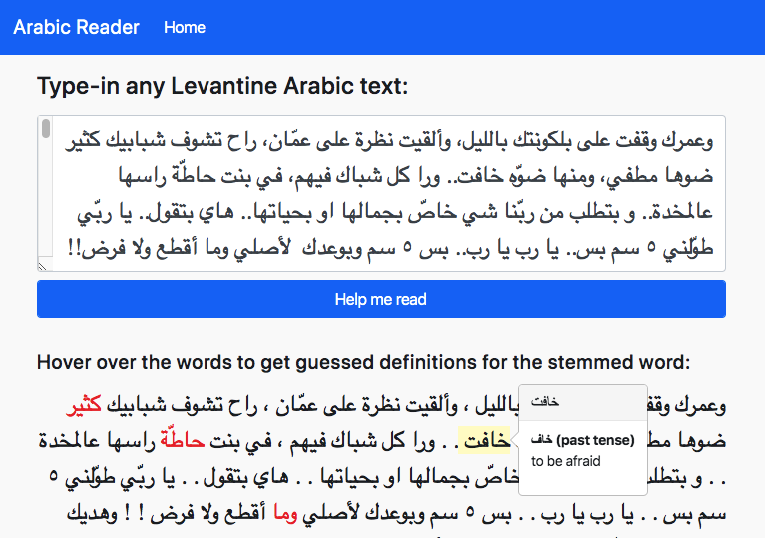 Arabic Reader Home
Type-in any Levantine Arabic text:
وعمرك وقفت على بلكونتك بالليل، وألقيت نظرة على عمّان، راح تشوف شبابيك كثير
ضوها مطفي، ومنها ضوّه خافت.. ورا كل شباك فيهم، في بنت حاطّة راسها
عالمخدة.. و بتطلب من ربّنا شي خاصّ بجمالها او بحياتها.. هاي بتقول.. يا ربّي
طوّلني ٥ سم بس.. يا رب يا رب.. بس ٥ سم وبوعدك لأصلي وما أقطع ولا فرض!!
Help me read
Hover over the words to get guessed definitions for the stemmed word:
وعمرك وقف بالليل ، وألقيت نظرة على عمّان ، راح تشوف شبابيك كثير
ضوها مط خافت . . ورا كل شباك فيهم ، في بنت حاطّة راسها عالمخدة
. . و بتطلب خاصّ بجمالها او بحياتها . . هاي بتقول . . يا ربّي طوّلني ٥
سم بس . . يا رب يا رب . . بس ٥ سم وبوعدك لأصلي وما أقطع ولا فرض ! ! وهديك
خافت
خاف (past tense)
to be afraid